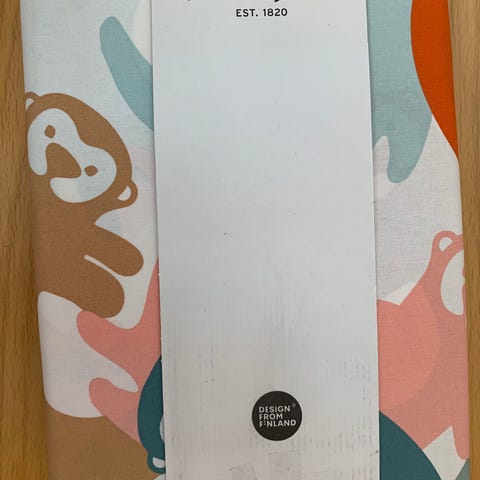 EST. 1820
DESIGN
FROM
FINLAND